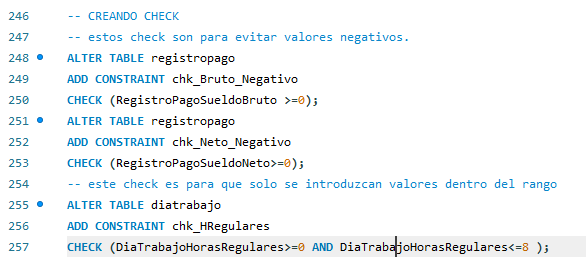 246 -- CREANDO CHECK
247 -- estos check son para evitar valores negativos.
248 ALTER TABLE registropago
249 ADD CONSTRAINT chk_Bruto_Negativo
250 CHECK (RegistroPagoSueldoBruto >=0);
251 ALTER TABLE registropago
252 ADD CONSTRAINT chk_Neto_Negativo
253 CHECK (RegistroPagoSueldoNeto>=0);
254 -- este check es para que solo se introduzcan valores dentro del rango
255 ALTER TABLE diatrabajo
256 ADD CONSTRAINT chk_HRegulares
257 CHECK (DiaTrabajoHorasRegulares>=0 AND DiaTrabajoHorasRegulares<=8 );